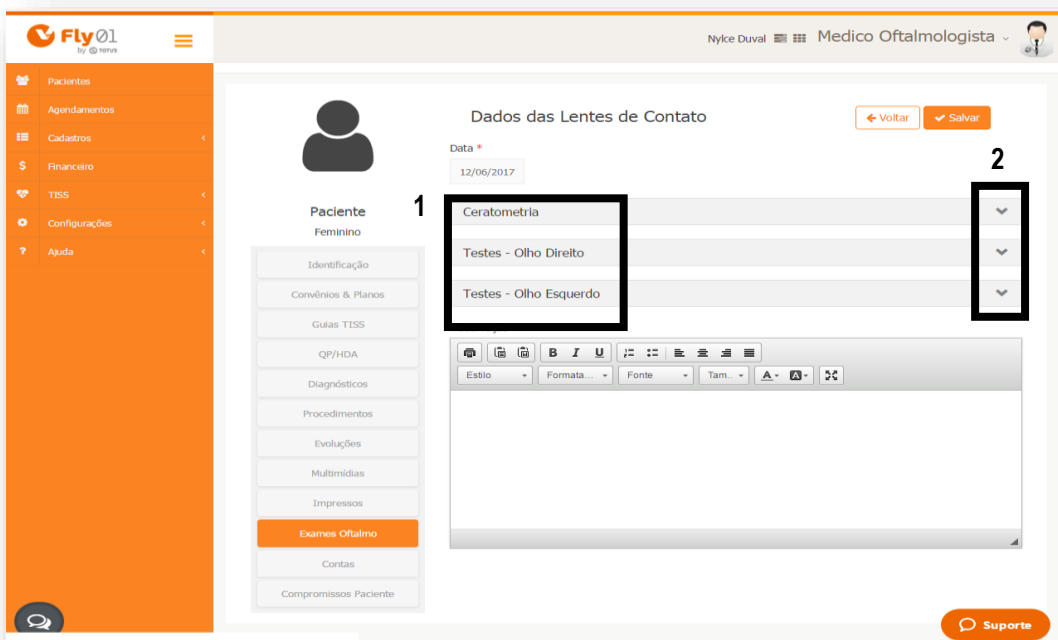 Fly01
by TOTVS
Nylce Duval
Medico Oftalmologista
Pacientes
Agendamentos
Cadastros
$ Financeiro
TISS
Configurações
? Ajuda
Paciente
Feminino
Identificação
Convênios & Planos
Guias TISS
QP/HDA
Diagnósticos
Procedimentos
Evoluções
Multimídias
Impressos
Exames Oftalmo
Contas
Compromissos Paciente
Dados das Lentes de Contato
Voltar
Salvar
Data *
12/06/2017
1
2
Ceratometria
Testes - Olho Direito
Testes - Olho Esquerdo
B I U
Estilo
Formata...
Fonte
Tam...
A
A
Suporte